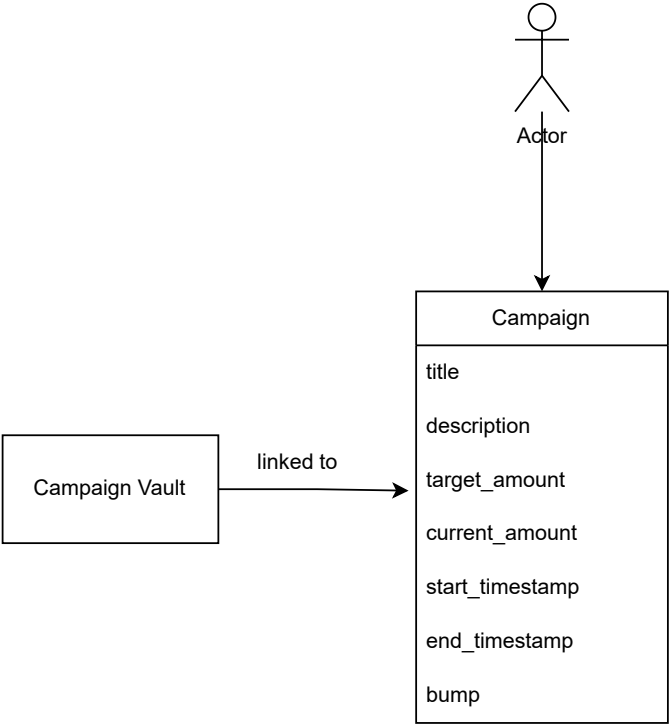 Actor
Campaign
title
description
target_amount
current_amount
start_timestamp
end_timestamp
bump
linked to
Campaign Vault